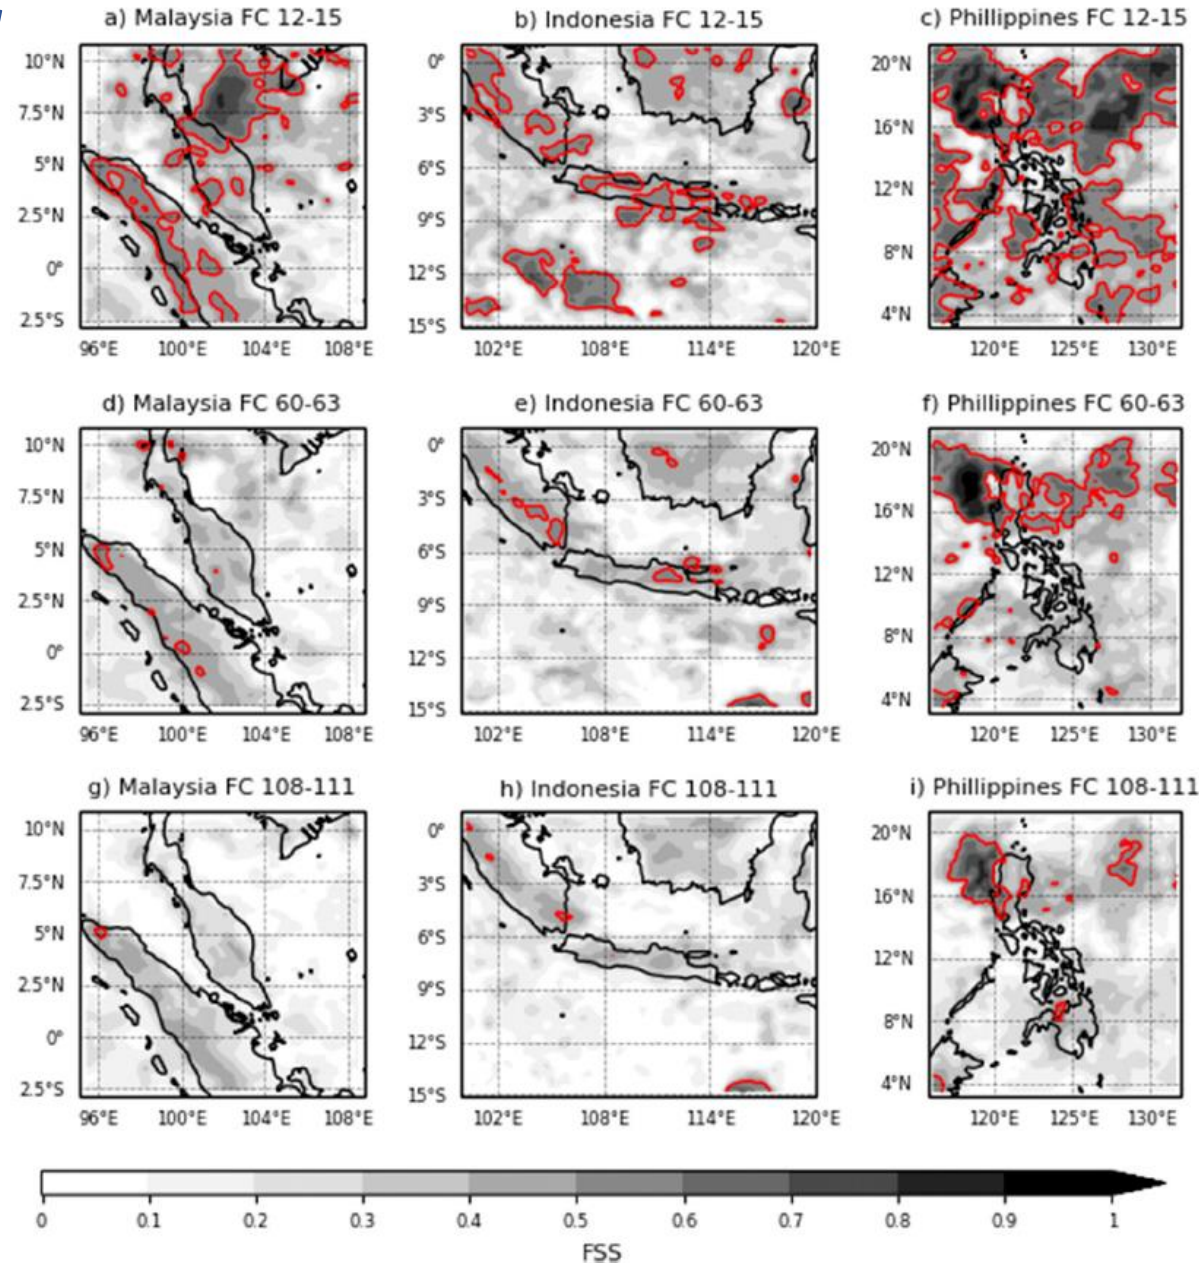 a) Malaysia FC 12-15
b) Indonesia FC 12-15
c) Phillippines FC 12-15
10°N
7.5°N
5°N
2.5°N
0°
2.5°S
96°E 100°E 104°E 108°E
0°
3°S
6°S
9°S
12°S
15°S
102°E 108°E 114°E 120°E
20°N
16°N
12°N
8°N
4°N
120°E 125°E 130°E
d) Malaysia FC 60-63
e) Indonesia FC 60-63
f) Phillippines FC 60-63
10°N
7.5°N
5°N
2.5°N
0°
2.5°S
96°E 100°E 104°E 108°E
0°
3°S
6°S
9°S
12°S
15°S
102°E 108°E 114°E 120°E
20°N
16°N
12°N
8°N
4°N
120°E 125°E 130°E
g) Malaysia FC 108-111
h) Indonesia FC 108-111
i) Phillippines FC 108-111
10°N
7.5°N
5°N
2.5°N
0°
2.5°S
96°E 100°E 104°E 108°E
0°
3°S
6°S
9°S
12°S
15°S
102°E 108°E 114°E 120°E
20°N
16°N
12°N
8°N
4°N
120°E 125°E 130°E
0 0.1 0.2 0.3 0.4 0.5 0.6 0.7 0.8 0.9 1
FSS